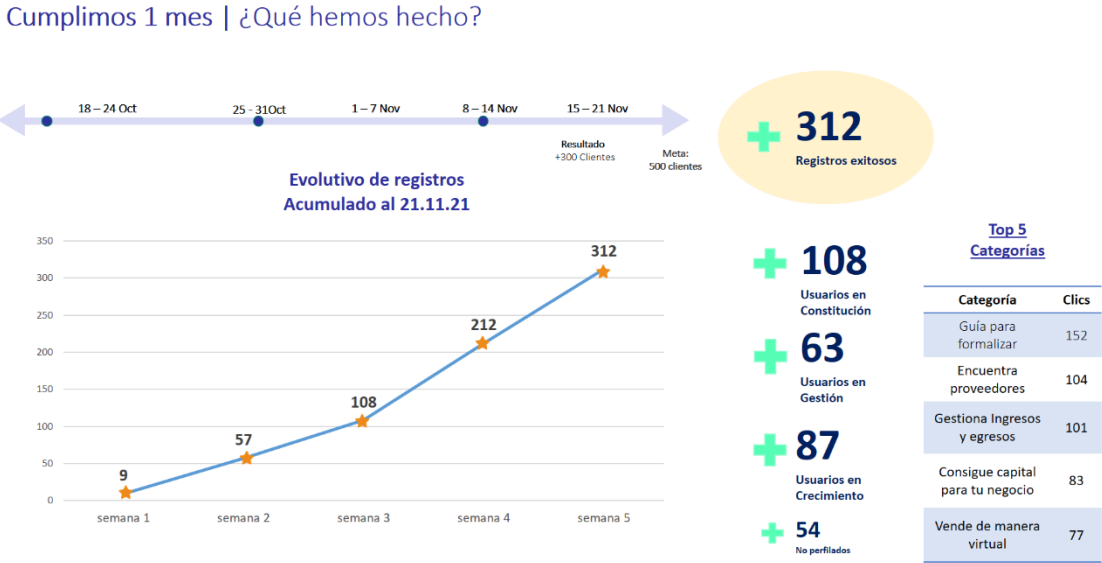 Cumplimos 1 mes | ¿Qué hemos hecho?
18 – 24 Oct
25 - 31Oct
1 – 7 Nov
8 – 14 Nov
15 – 21 Nov
Resultado
+300 Clientes
Meta:
500 clientes
312
Registros exitosos
Evolutivo de registros
Acumulado al 21.11.21
350
300
250
200
150
100
50
0
9
57
108
212
312
semana 1
semana 2
semana 3
semana 4
semana 5
108
Usuarios en
Constitución
63
Usuarios en
Gestión
87
Usuarios en
Crecimiento
54
No perfilados
Top 5
Categorías
Categoría Clics
Guía para
formalizar 152
Encuentra
proveedores 104
Gestiona Ingresos
y egresos 101
Consigue capital
para tu negocio 83
Vende de manera
virtual 77